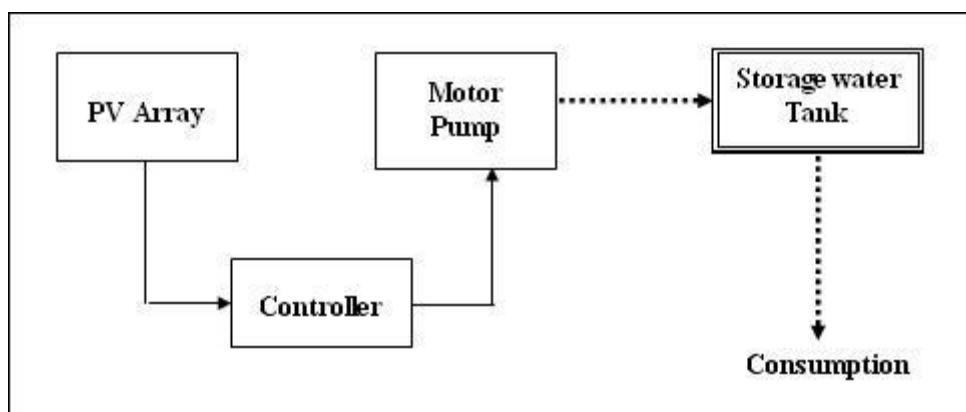 PV Array
Motor
Pump
Storage water
Tank
Controller
Consumption